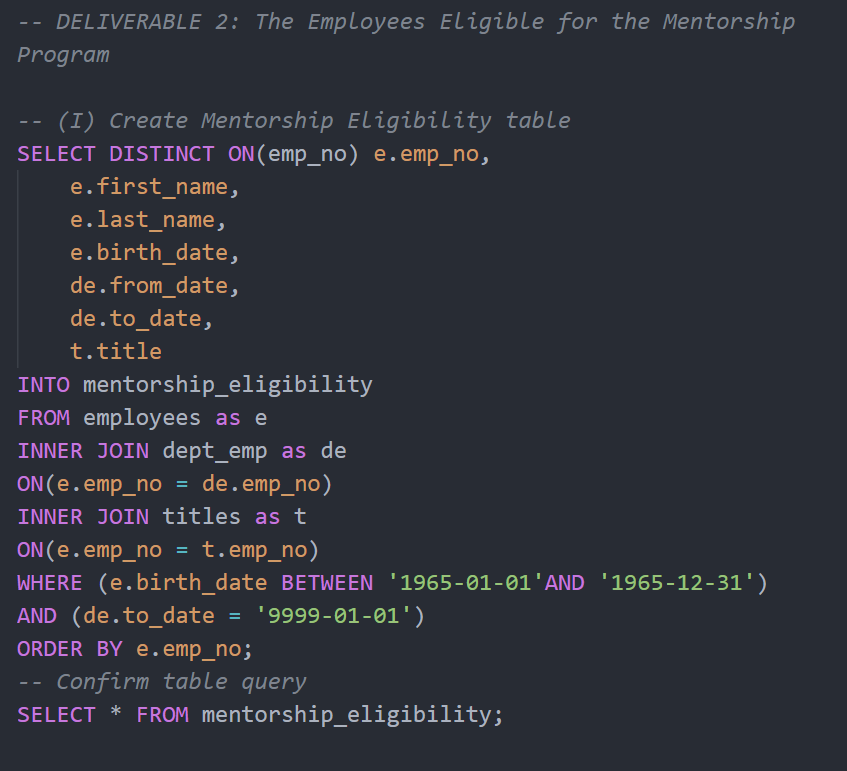 -- DELIVERABLE 2: The Employees Eligible for the Mentorship
Program
-- (I) Create Mentorship Eligibility table
SELECT DISTINCT ON(emp_no) e.emp_no,
    e.first_name,
    e.last_name,
    e.birth_date,
    de.from_date,
    de.to_date,
    t.title
INTO mentorship_eligibility
FROM employees as e
INNER JOIN dept_emp as de
ON(e.emp_no = de.emp_no)
INNER JOIN titles as t
ON(e.emp_no = t.emp_no)
WHERE (e.birth_date BETWEEN '1965-01-01'AND '1965-12-31')
AND (de.to_date = '9999-01-01')
ORDER BY e.emp_no;
-- Confirm table query
SELECT * FROM mentorship_eligibility;